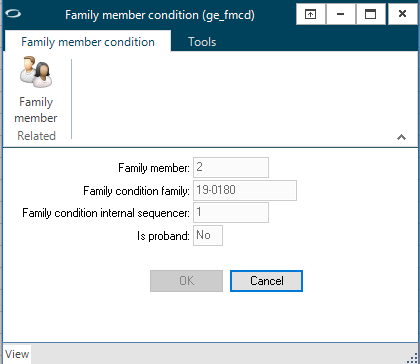 Family member condition (ge_fmcd)
Family member condition Tools
Family
member
Related
Family member: 2
Family condition family: 19-0180
Family condition internal sequencer: 1
Is proband: No
OK Cancel
View